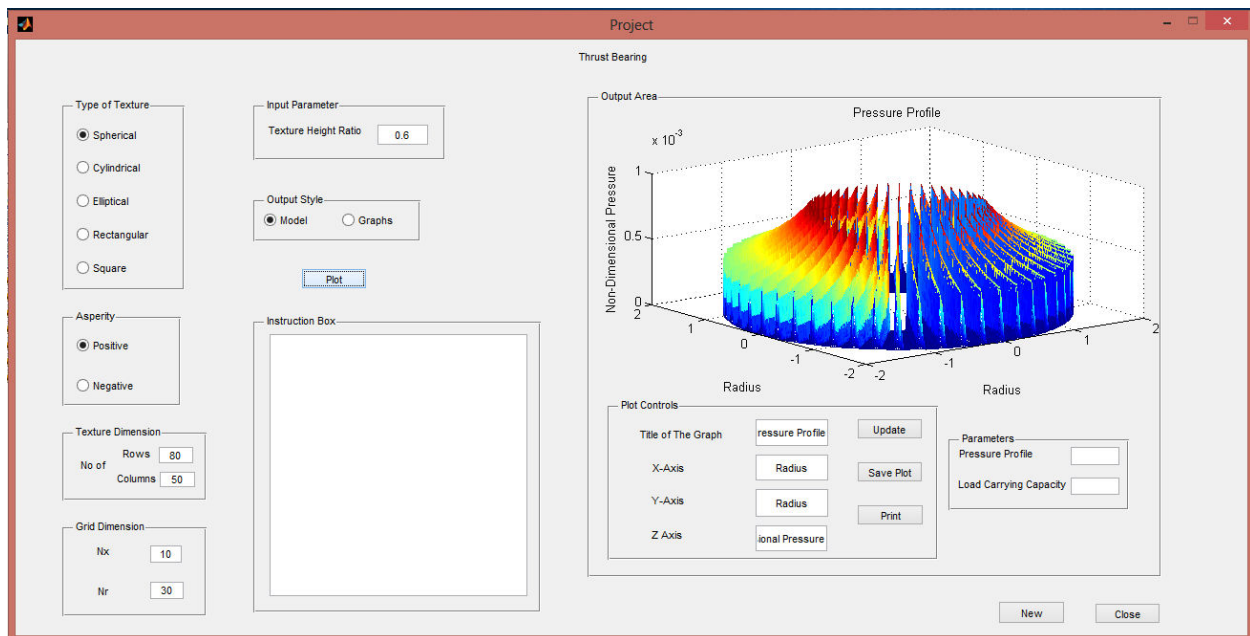 Project
Thrust Bearing
Type of Texture
Spherical
Cylindrical
Elliptical
Rectangular
Square
Asperity
Positive
Negative
Texture Dimension
No of
Rows 80
Columns 50
Grid Dimension
Nx 10
Nr 30
Input Parameter
Texture Height Ratio 0.6
Output Style
Model Graphs
Plot
Instruction Box
Output Area
Pressure Profile
x 10^-3
Non-Dimensional Pressure
1
0.5
0
2
1
0
-1
-2
-2
-1
0
1
2
Radius
Radius
Plot Controls
Title of The Graph ressure Profile Update
X-Axis Radius Save Plot
Y-Axis Radius
Print
Z Axis ional Pressure
Parameters
Pressure Profile
Load Carrying Capacity
New Close